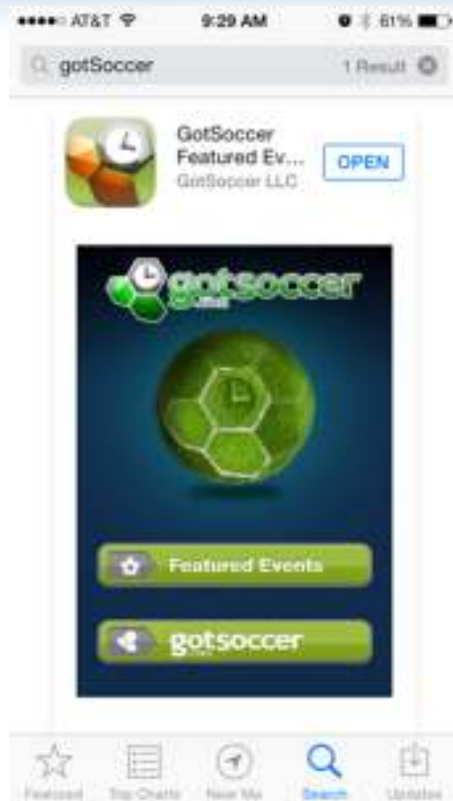 AT&T 9:29 AM 61%
gotSoccer 1 Result
GotSoccer
Featured Ev...
GotSoccer LLC
OPEN
gotsoccer
Featured Events
gotsoccer
Featured Top Charts Near Me Search Updates